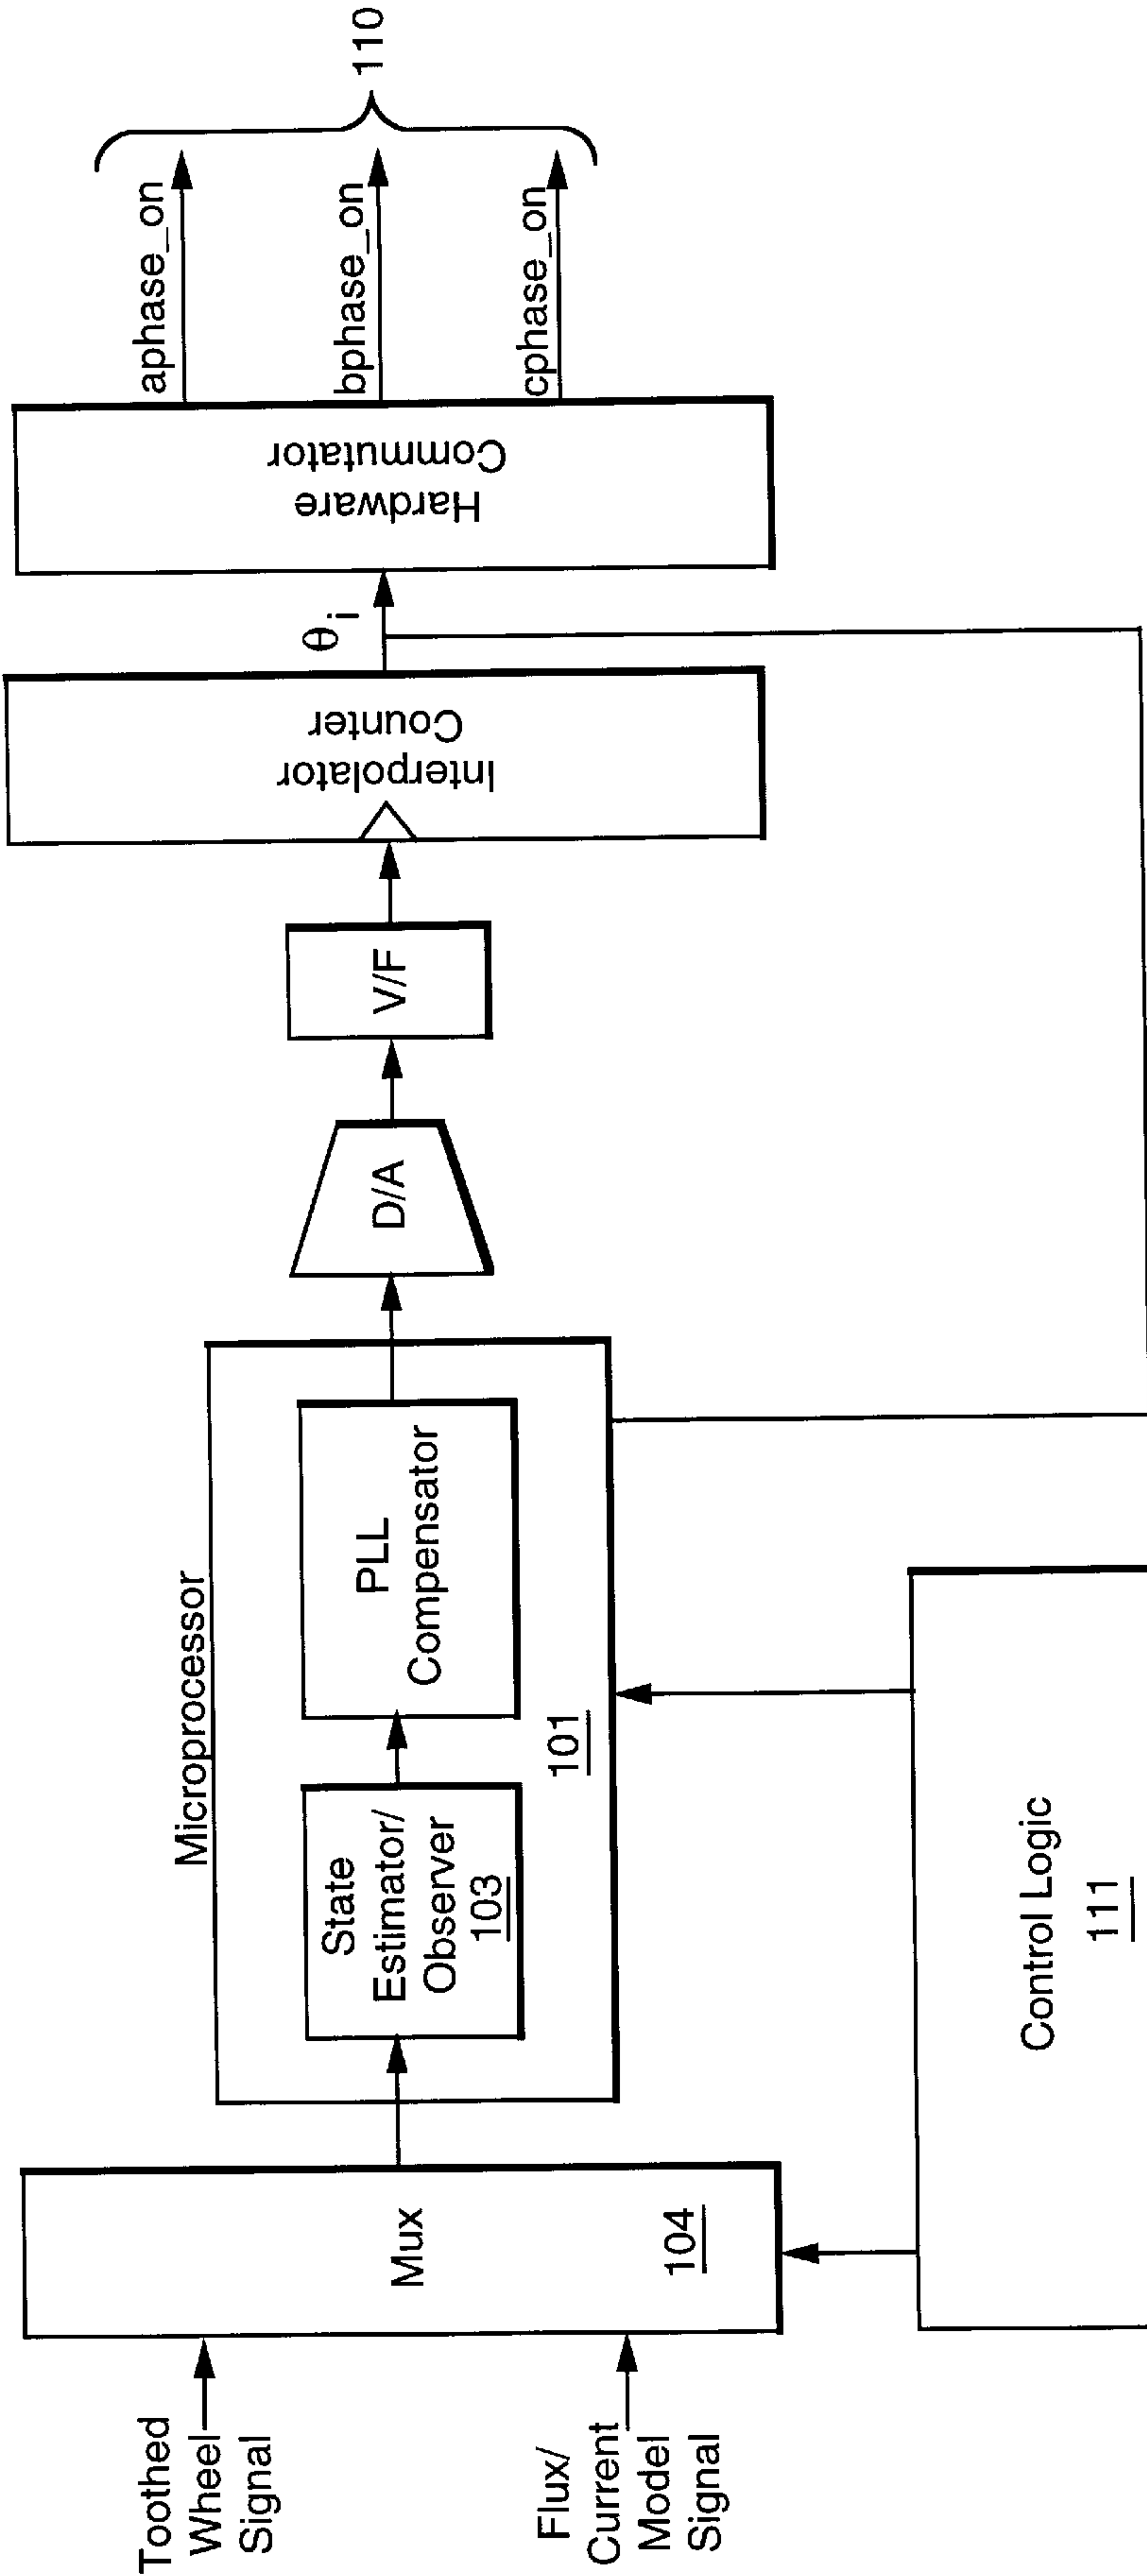 Toothed
Wheel
Signal
Flux/
Current
Model
Signal
Mux
104
Microprocessor
State
Estimator/
Observer
103
PLL
Compensator
101
D/A
V/F
Interpolator
Counter
θi
Hardware
Commutator
aphase_on
bphase_on
cphase_on
110
Control Logic
111